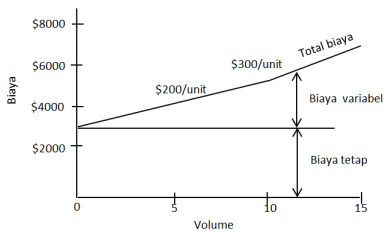 $8000
Total biaya
$6000
$300/unit
$200/unit
Biaya
$4000
Biaya variabel
$2000
Biaya tetap
0
5
10
15
Volume